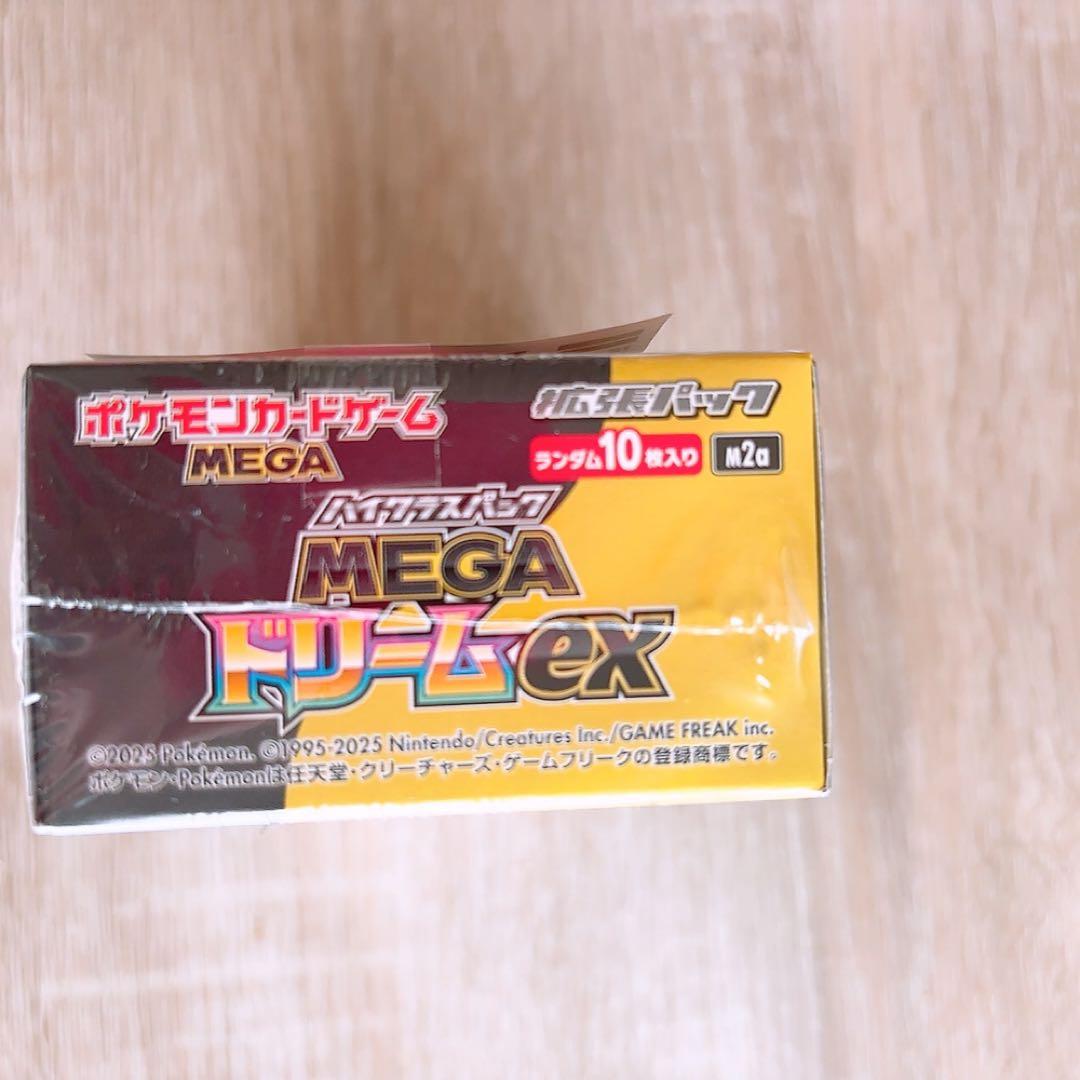 ポケモンカードゲーム
MEGA
拡張パック
ランダム10枚入り
M2a
ハイクラスパック
MEGA
ドリームex
©2025 Pokémon. ©1995-2025 Nintendo/Creatures Inc./GAME FREAK inc.
ポケモン・Pokémonは任天堂・クリーチャーズ・ゲームフリークの登録商標です。